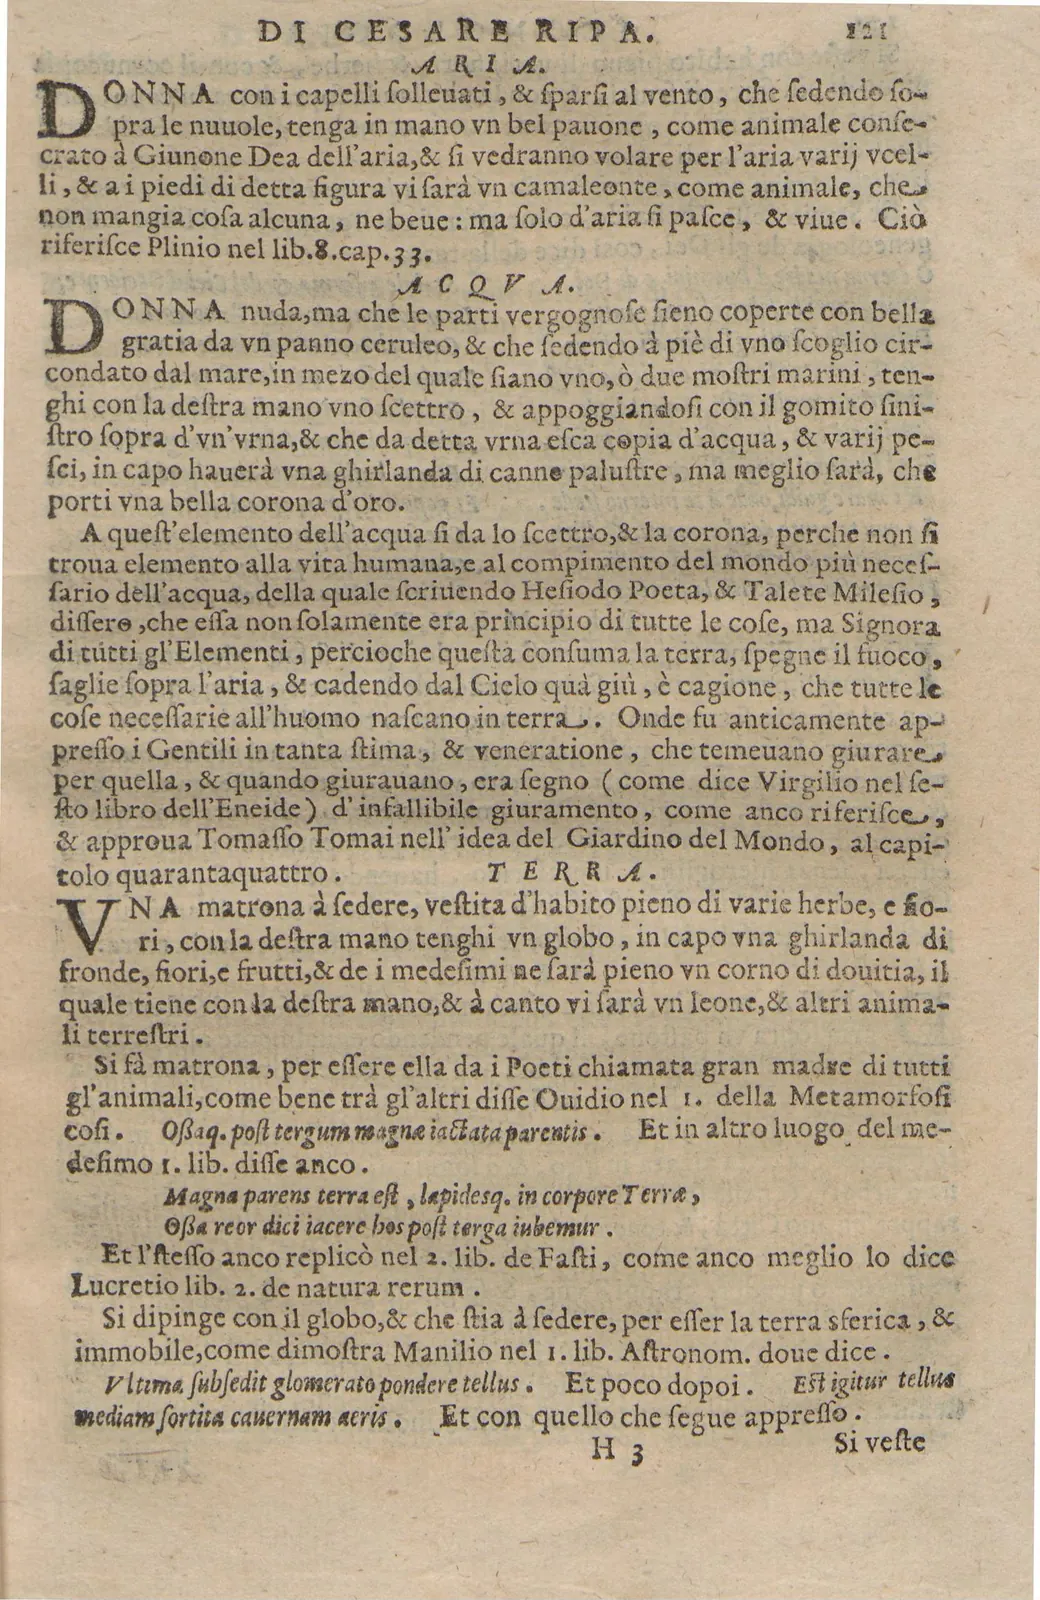 DI CESARE RIPA. 121
ARIA.
DONNA con i capelli ſolleuati, & ſparſi al vento, che ſedendo ſo-
pra le nuuole, tenga in mano vn bel pauone, come animale conſe-
crato à Giunone Dea dell'aria, & ſi vedranno volare per l'aria varij vcel-
li, & a i piedi di detta figura vi ſarà vn camaleonte, come animale, che
non mangia coſa alcuna, ne beue: ma ſolo d'aria ſi paſce, & viue. Ciò
riferiſce Plinio nel lib.8.cap.33.
ACQVA.
DONNA nuda, ma che le parti vergognoſe ſieno coperte con bella
gratia da vn panno ceruleo, & che ſedendo à piè di vno ſcoglio cir-
condato dal mare, in mezo del quale ſiano vno, ò due moſtri marini, ten-
ghi con la deſtra mano vno ſcettro, & appoggiandoſi con il gomito ſini-
ſtro ſopra d'vn'vrna, & che da detta vrna eſca copia d'acqua, & varij pe-
ſci, in capo hauerà vna ghirlanda di canne paluſtre, ma meglio ſarà, che
porti vna bella corona d'oro.
A queſt'elemento dell'acqua ſi da lo ſcettro, & la corona, perche non ſi
troua elemento alla vita humana, e al compimento del mondo più neceſ-
ſario dell'acqua, della quale ſcriuendo Heſiodo Poeta, & Talete Mileſio,
diſſero, che eſſa non ſolamente era principio di tutte le coſe, ma Signora
di tutti gl'Elementi, percioche queſta conſuma la terra, ſpegne il fuoco,
ſaglie ſopra l'aria, & cadendo dal Cielo quà giù, è cagione, che tutte le
coſe neceſſarie all'huomo naſcano in terra. Onde fu anticamente ap-
preſſo i Gentili in tanta ſtima, & veneratione, che temeuano giurare
per quella, & quando giurauano, era ſegno (come dice Virgilio nel ſe-
ſto libro dell'Eneide) d'infallibile giuramento, come anco riferiſce,
& approua Tomaſſo Tomai nell'idea del Giardino del Mondo, al capi-
tolo quarantaquattro. TERRA.
VNA matrona à ſedere, veſtita d'habito pieno di varie herbe, e fio-
ri, con la deſtra mano tenghi vn globo, in capo vna ghirlanda di
fronde, fiori, e frutti, & de i medeſimi ne ſarà pieno vn corno di douitia, il
quale tiene con la deſtra mano, & à canto vi ſarà vn leone, & altri anima-
li terreſtri.
Si fà matrona, per eſſere ella da i Poeti chiamata gran madre di tutti
gl'animali, come bene trà gl'altri diſſe Ouidio nel 1. della Metamorfoſi
coſi. Oßaq. poſt tergum magnæ iactata parentis. Et in altro luogo del me-
deſimo 1. lib. diſſe anco.
Magna parens terra eſt, lapidesq. in corpore Terræ,
Oßa reor dici iacere hos poſt terga iubemur.
Et l'ſteſſo anco replicò nel 2. lib. de Faſti, come anco meglio lo dice
Lucretio lib. 2. de natura rerum.
Si dipinge con il globo, & che ſtia à ſedere, per eſſer la terra sferica, &
immobile, come dimoſtra Manilio nel 1. lib. Aſtronom. doue dice.
Vltima ſubſedit glomerato pondere tellus. Et poco dopoi. Eſt igitur tellus
mediam ſortita cauernam aeris. Et con quello che ſegue appreſſo.
H 3 Si veſte